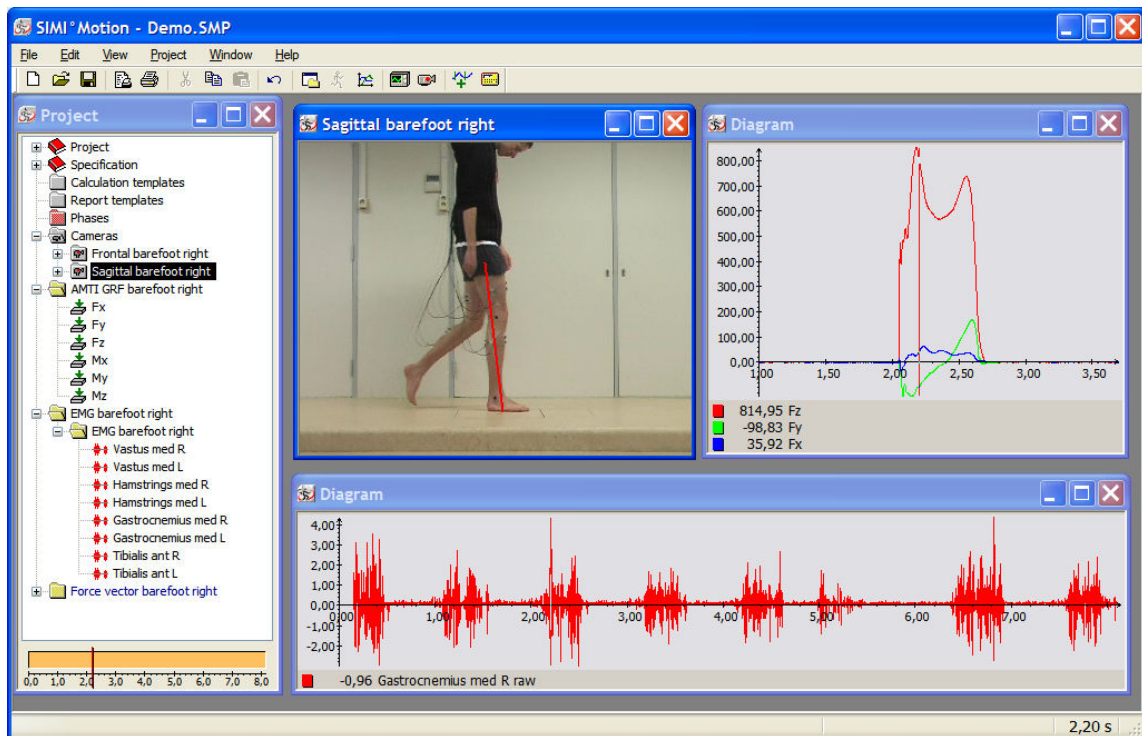 SIMI°Motion - Demo.SMP
File Edit View Project Window Help
Project
Project
Specification
Calculation templates
Report templates
Phases
Cameras
Frontal barefoot right
Sagittal barefoot right
AMTI GRF barefoot right
Fx
Fy
Fz
Mx
My
Mz
EMG barefoot right
EMG barefoot right
Vastus med R
Vastus med L
Hamstrings med R
Hamstrings med L
Gastrocnemius med R
Gastrocnemius med L
Tibialis ant R
Tibialis ant L
Force vector barefoot right
0,0 1,0 2,0 3,0 4,0 5,0 6,0 7,0 8,0
Sagittal barefoot right
Diagram
800,00
700,00
600,00
500,00
400,00
300,00
200,00
100,00
0,00
1,00 1,50 2,00 2,50 3,00 3,50
814,95 Fz
-98,83 Fy
35,92 Fx
Diagram
4,00
3,00
2,00
1,00
0,00
0,00 1,00 2,00 3,00 4,00 5,00 6,00 7,00
-1,00
-2,00
-0,96 Gastrocnemius med R raw
2,20 s